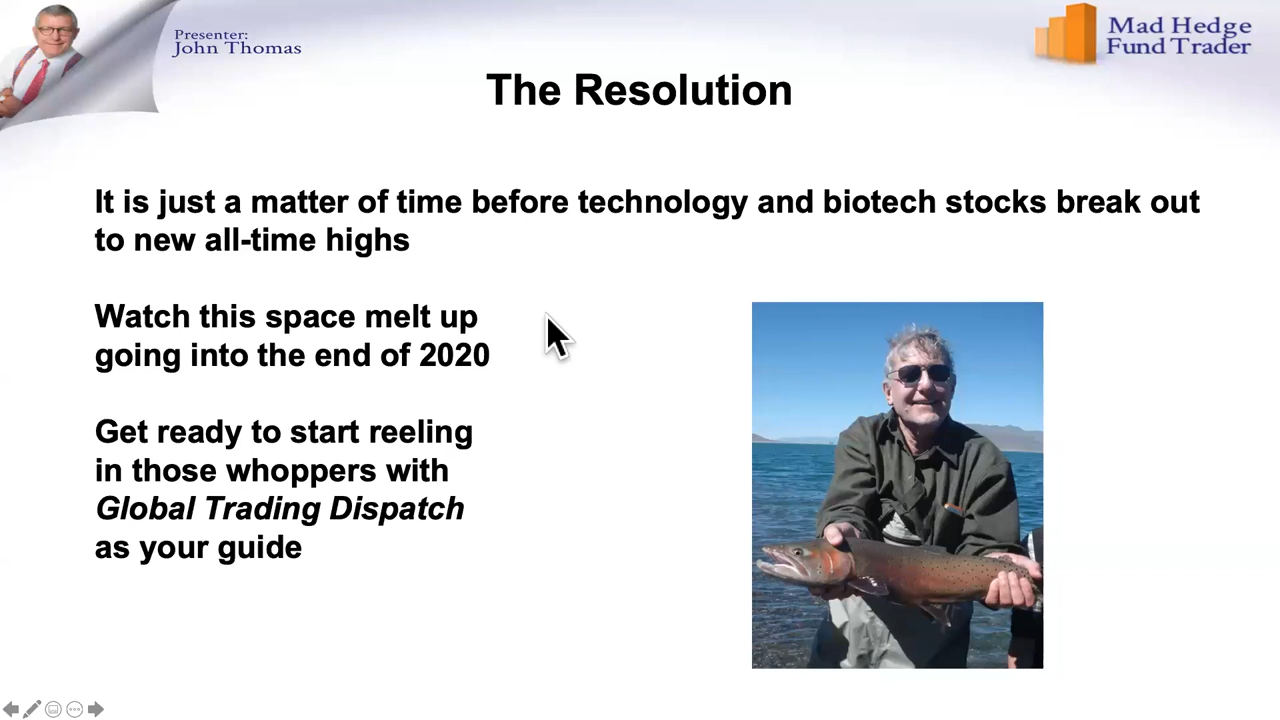 Presenter:
John Thomas
Mad Hedge
Fund Trader
The Resolution
It is just a matter of time before technology and biotech stocks break out
to new all-time highs
Watch this space melt up
going into the end of 2020
Get ready to start reeling
in those whoppers with
Global Trading Dispatch
as your guide